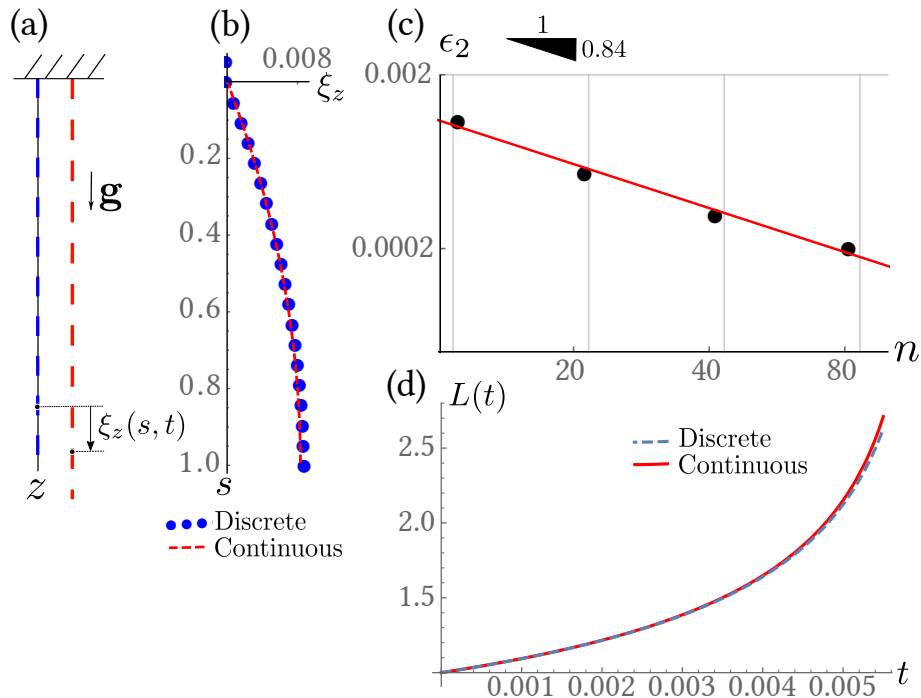 (a)
g
ξz(s, t)
z
(b)
0.008
ξz
0.2
0.4
0.6
0.8
1.0
s
Discrete
Continuous
(c)
ϵ2
1
0.84
0.002
0.0002
20
40
80
n
(d)
L(t)
2.5
2.0
1.5
Discrete
Continuous
0.001
0.002
0.003
0.004
0.005
t